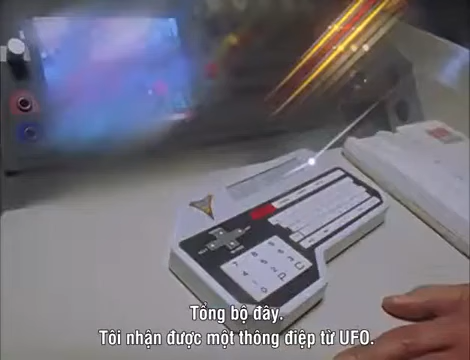 Tổng bộ đây.
Tôi nhận được một thông điệp từ UFO.